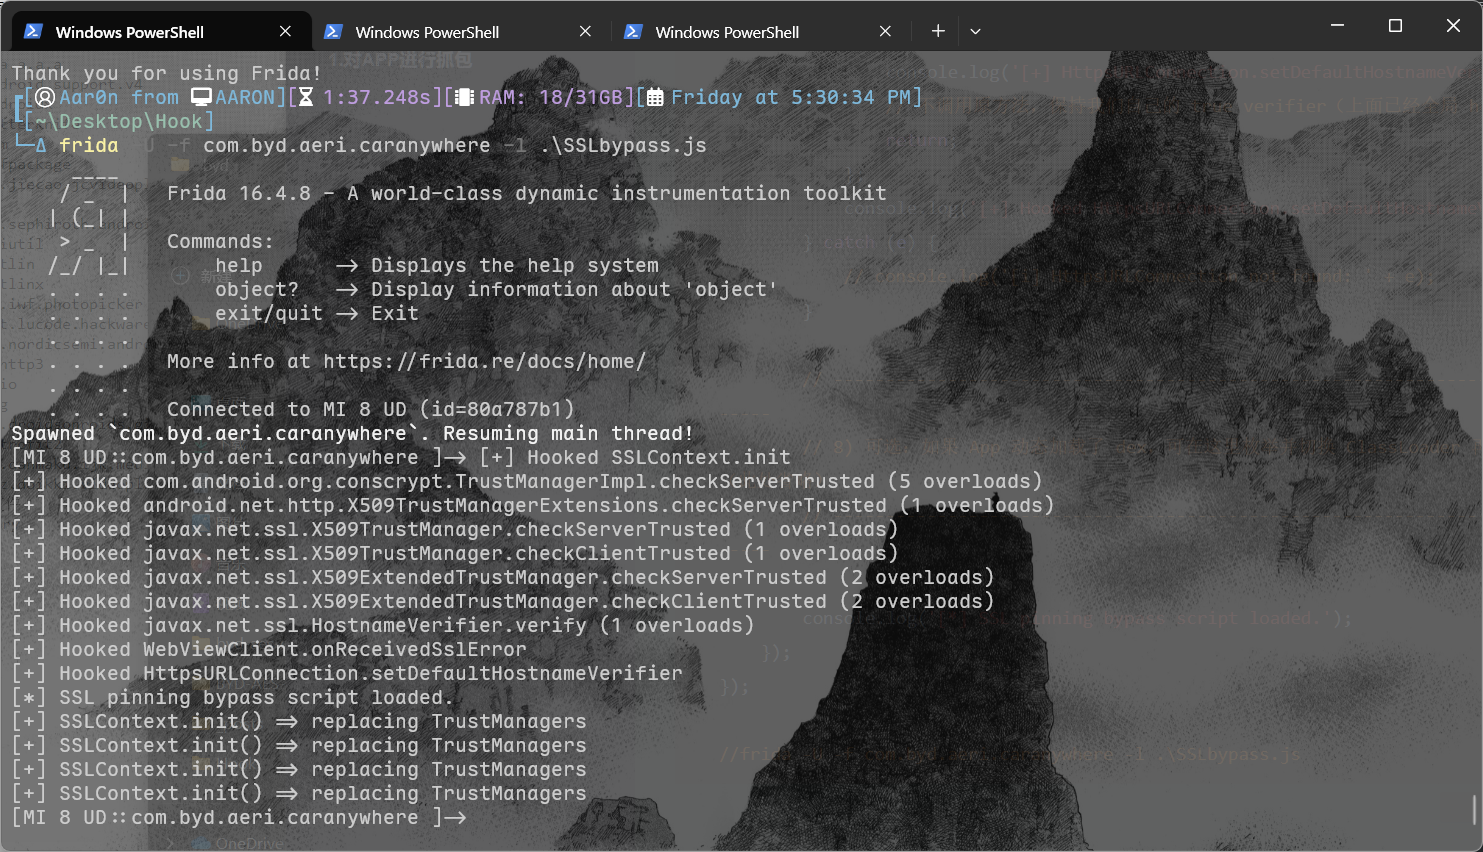 Windows PowerShell
Windows PowerShell
Windows PowerShell
Thank you for using Frida!
[Aar0n from AARON][1:37.248s][RAM: 18/31GB][Friday at 5:30:34 PM]
[~\Desktop\Hook]
└─Δ frida -U -f com.byd.aeri.caranywhere -l .\SSLbypass.js
____
/ _  |   Frida 16.4.8 - A world-class dynamic instrumentation toolkit
| (_| |
> _  |   Commands:
/_/ |_|       help      -> Displays the help system
. . . .       object?   -> Display information about 'object'
. . . .       exit/quit -> Exit
. . . .
. . . .   More info at https://frida.re/docs/home/
. . . .
. . . .   Connected to MI 8 UD (id=80a787b1)
Spawned `com.byd.aeri.caranywhere`. Resuming main thread!
[MI 8 UD::com.byd.aeri.caranywhere ]-> [+] Hooked SSLContext.init
[+] Hooked com.android.org.conscrypt.TrustManagerImpl.checkServerTrusted (5 overloads)
[+] Hooked android.net.http.X509TrustManagerExtensions.checkServerTrusted (1 overloads)
[+] Hooked javax.net.ssl.X509TrustManager.checkServerTrusted (1 overloads)
[+] Hooked javax.net.ssl.X509TrustManager.checkClientTrusted (1 overloads)
[+] Hooked javax.net.ssl.X509ExtendedTrustManager.checkServerTrusted (2 overloads)
[+] Hooked javax.net.ssl.X509ExtendedTrustManager.checkClientTrusted (2 overloads)
[+] Hooked javax.net.ssl.HostnameVerifier.verify (1 overloads)
[+] Hooked WebViewClient.onReceivedSslError
[+] Hooked HttpsURLConnection.setDefaultHostnameVerifier
[*] SSL pinning bypass script loaded.
[+] SSLContext.init() => replacing TrustManagers
[+] SSLContext.init() => replacing TrustManagers
[+] SSLContext.init() => replacing TrustManagers
[+] SSLContext.init() => replacing TrustManagers
[MI 8 UD::com.byd.aeri.caranywhere ]->